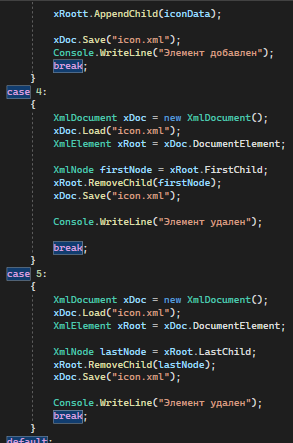 xRoott.AppendChild(iconData);
xDoc.Save("icon.xml");
Console.WriteLine("Элемент добавлен");
break;
}
case 4:
{
XmlDocument xDoc = new XmlDocument();
xDoc.Load("icon.xml");
XmlElement xRoot = xDoc.DocumentElement;
XmlNode firstNode = xRoot.FirstChild;
xRoot.RemoveChild(firstNode);
xDoc.Save("icon.xml");
Console.WriteLine("Элемент удален");
break;
}
case 5:
{
XmlDocument xDoc = new XmlDocument();
xDoc.Load("icon.xml");
XmlElement xRoot = xDoc.DocumentElement;
XmlNode lastNode = xRoot.LastChild;
xRoot.RemoveChild(lastNode);
xDoc.Save("icon.xml");
Console.WriteLine("Элемент удален");
break;
}
default: